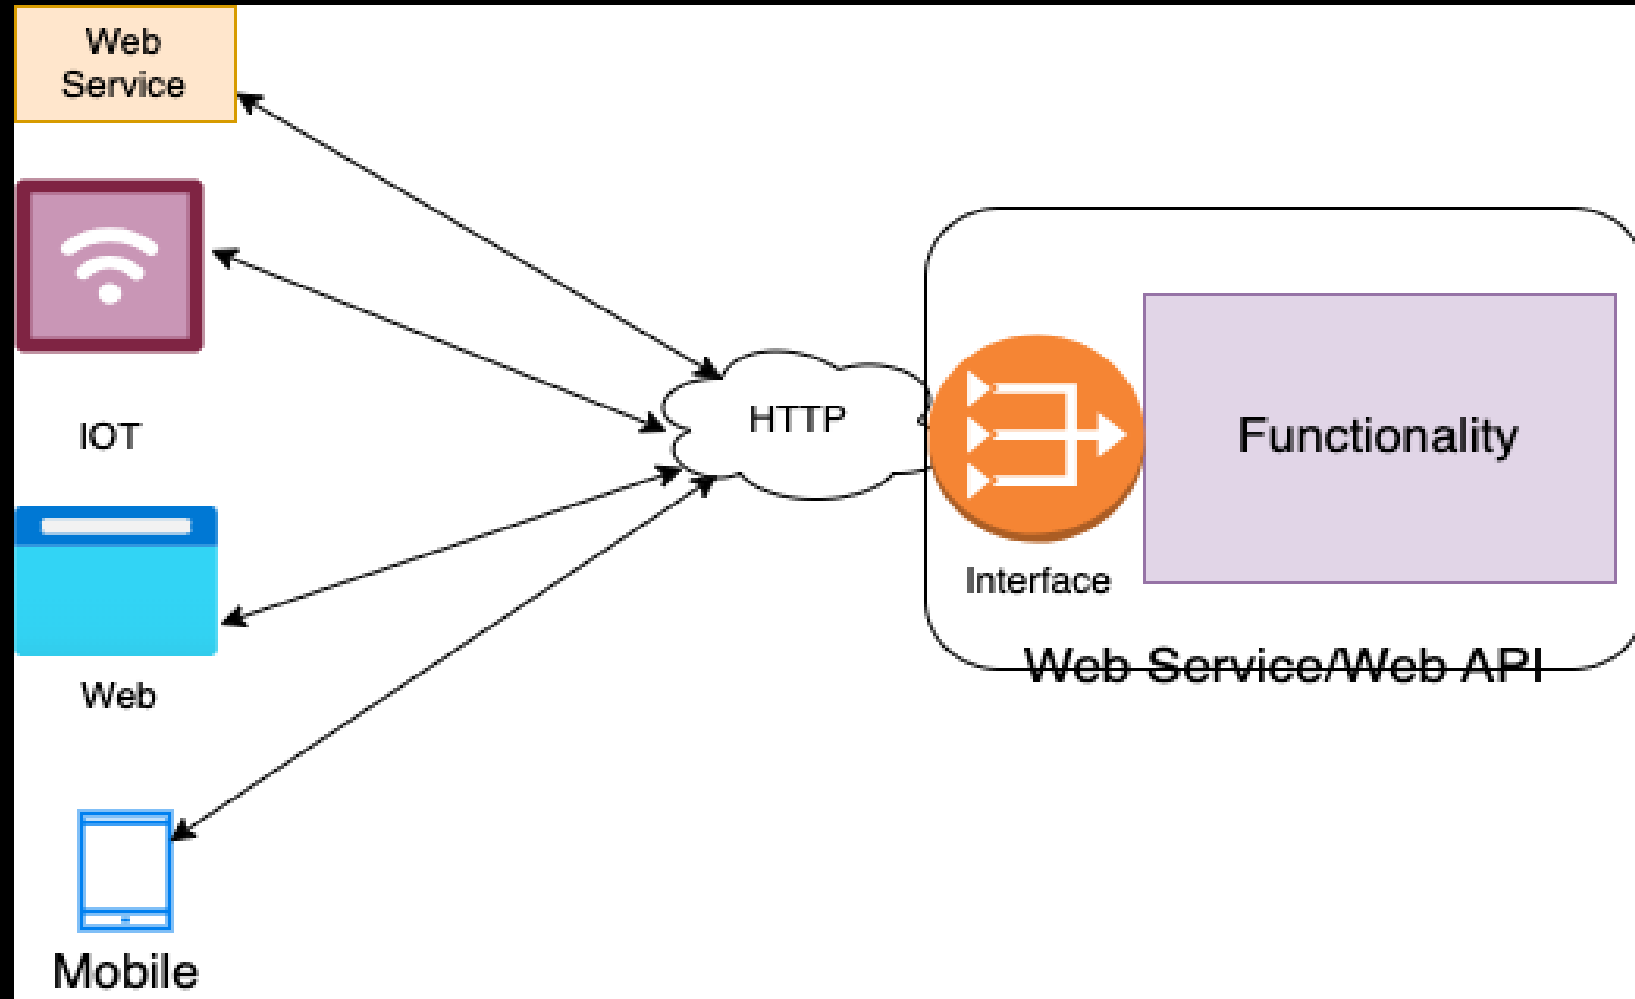 Web
Service
IOT
Web
Mobile
HTTP
Interface
Functionality
Web Service/Web API